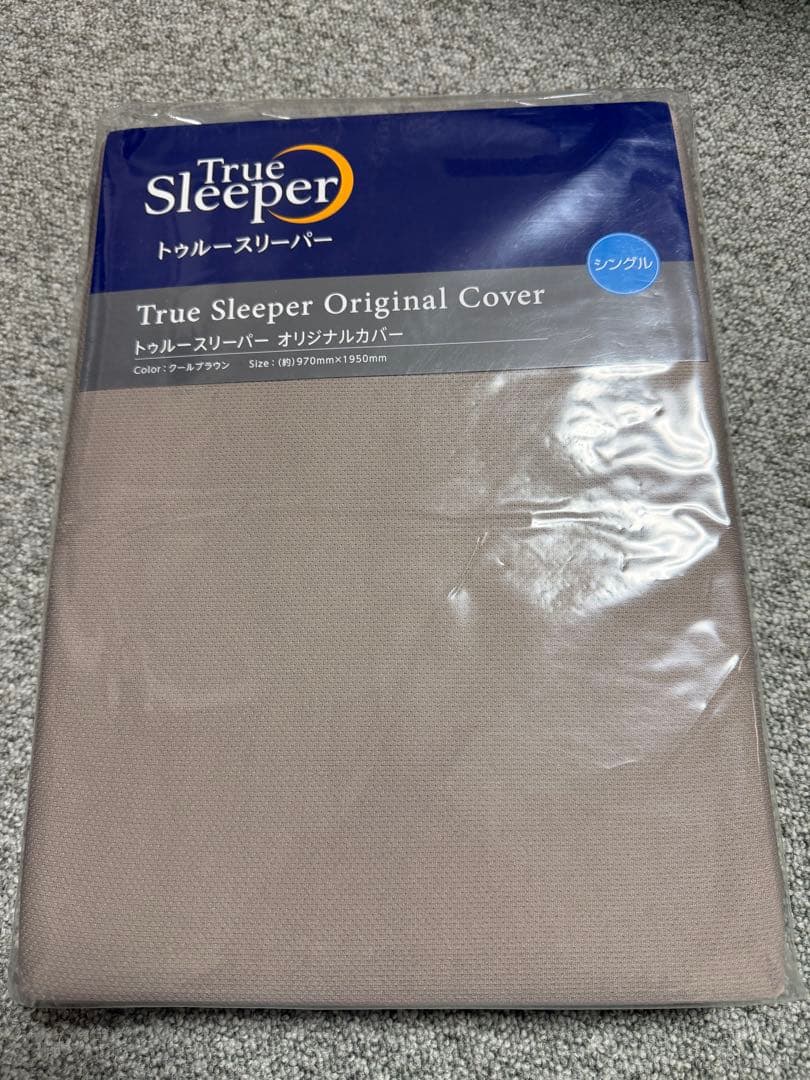 True
Sleeper
トゥルースリーパー
シングル
True Sleeper Original Cover
トゥルースリーパー オリジナルカバー
Color：クールブラウン Size：(約)970mm×1950mm